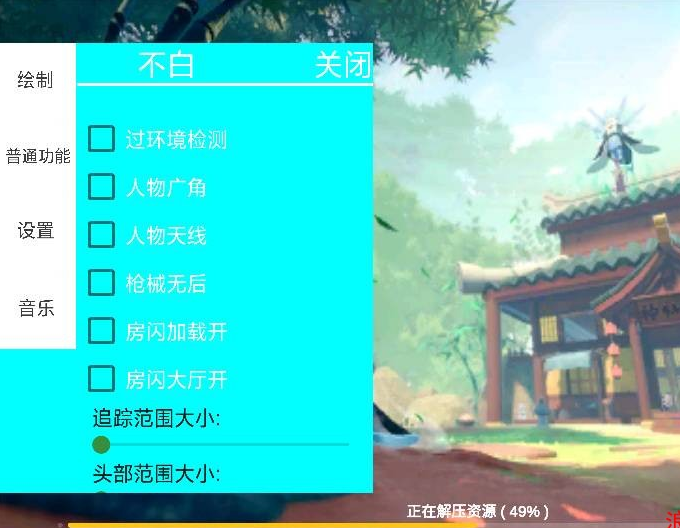 不白
关闭
绘制
普通功能
设置
音乐
过环境检测
人物广角
人物天线
枪械无后
房闪加载开
房闪大厅开
追踪范围大小:
头部范围大小:
正在解压资源 ( 49% )